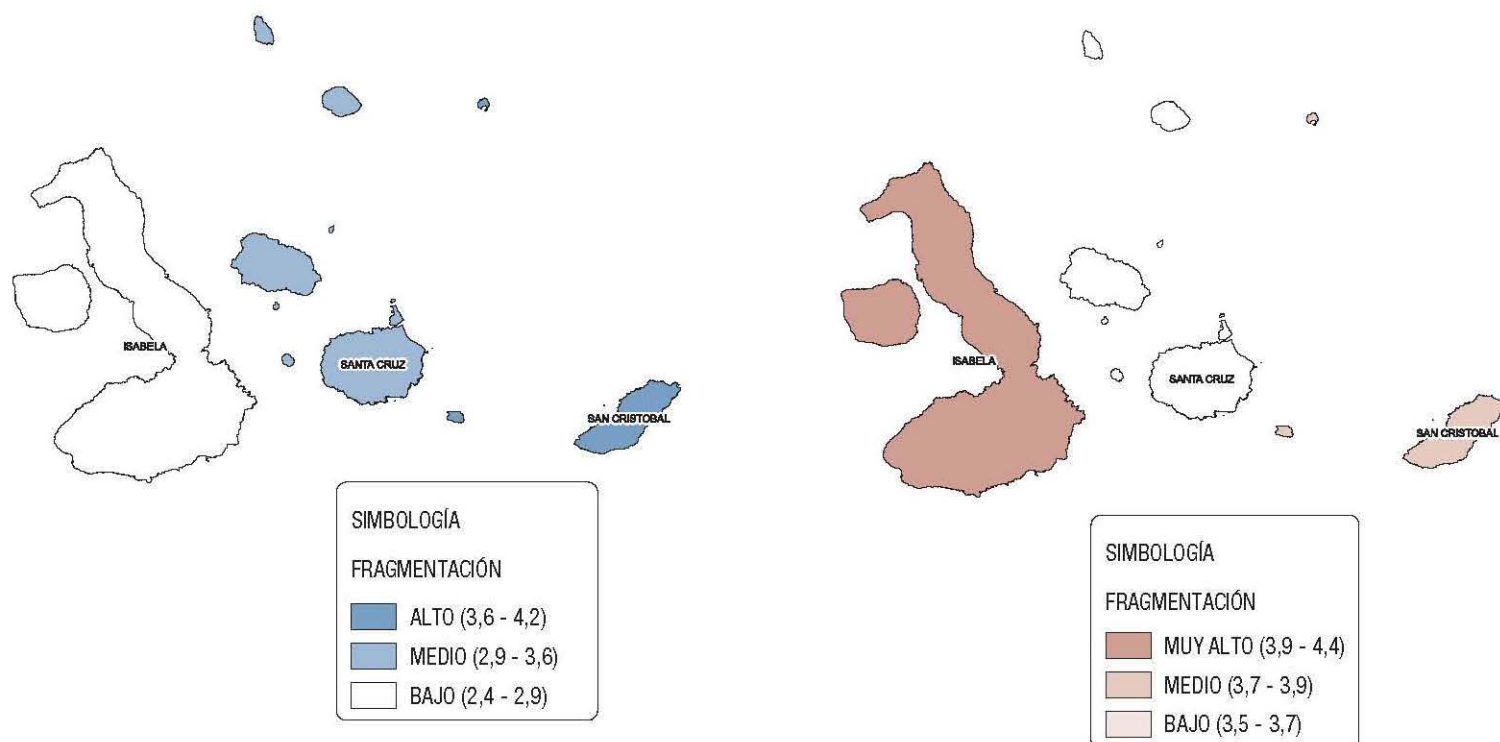 ISABELA
SANTA CRUZ
SAN CRISTOBAL
SIMBOLOGÍA
FRAGMENTACIÓN
ALTO (3,6 - 4,2)
MEDIO (2,9 - 3,6)
BAJO (2,4 - 2,9)
ISABELA
SANTA CRUZ
SAN CRISTOBAL
SIMBOLOGÍA
FRAGMENTACIÓN
MUY ALTO (3,9 - 4,4)
MEDIO (3,7 - 3,9)
BAJO (3,5 - 3,7)